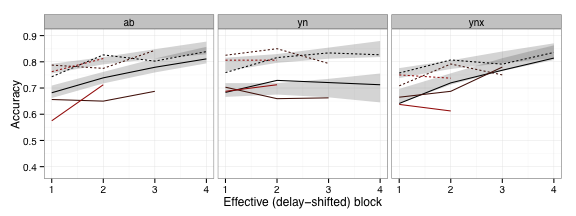 ab yn ynx
Accuracy
0.9
0.8
0.7
0.6
0.5
0.4
1 2 3 4 1 2 3 4 1 2 3 4
Effective (delay−shifted) block